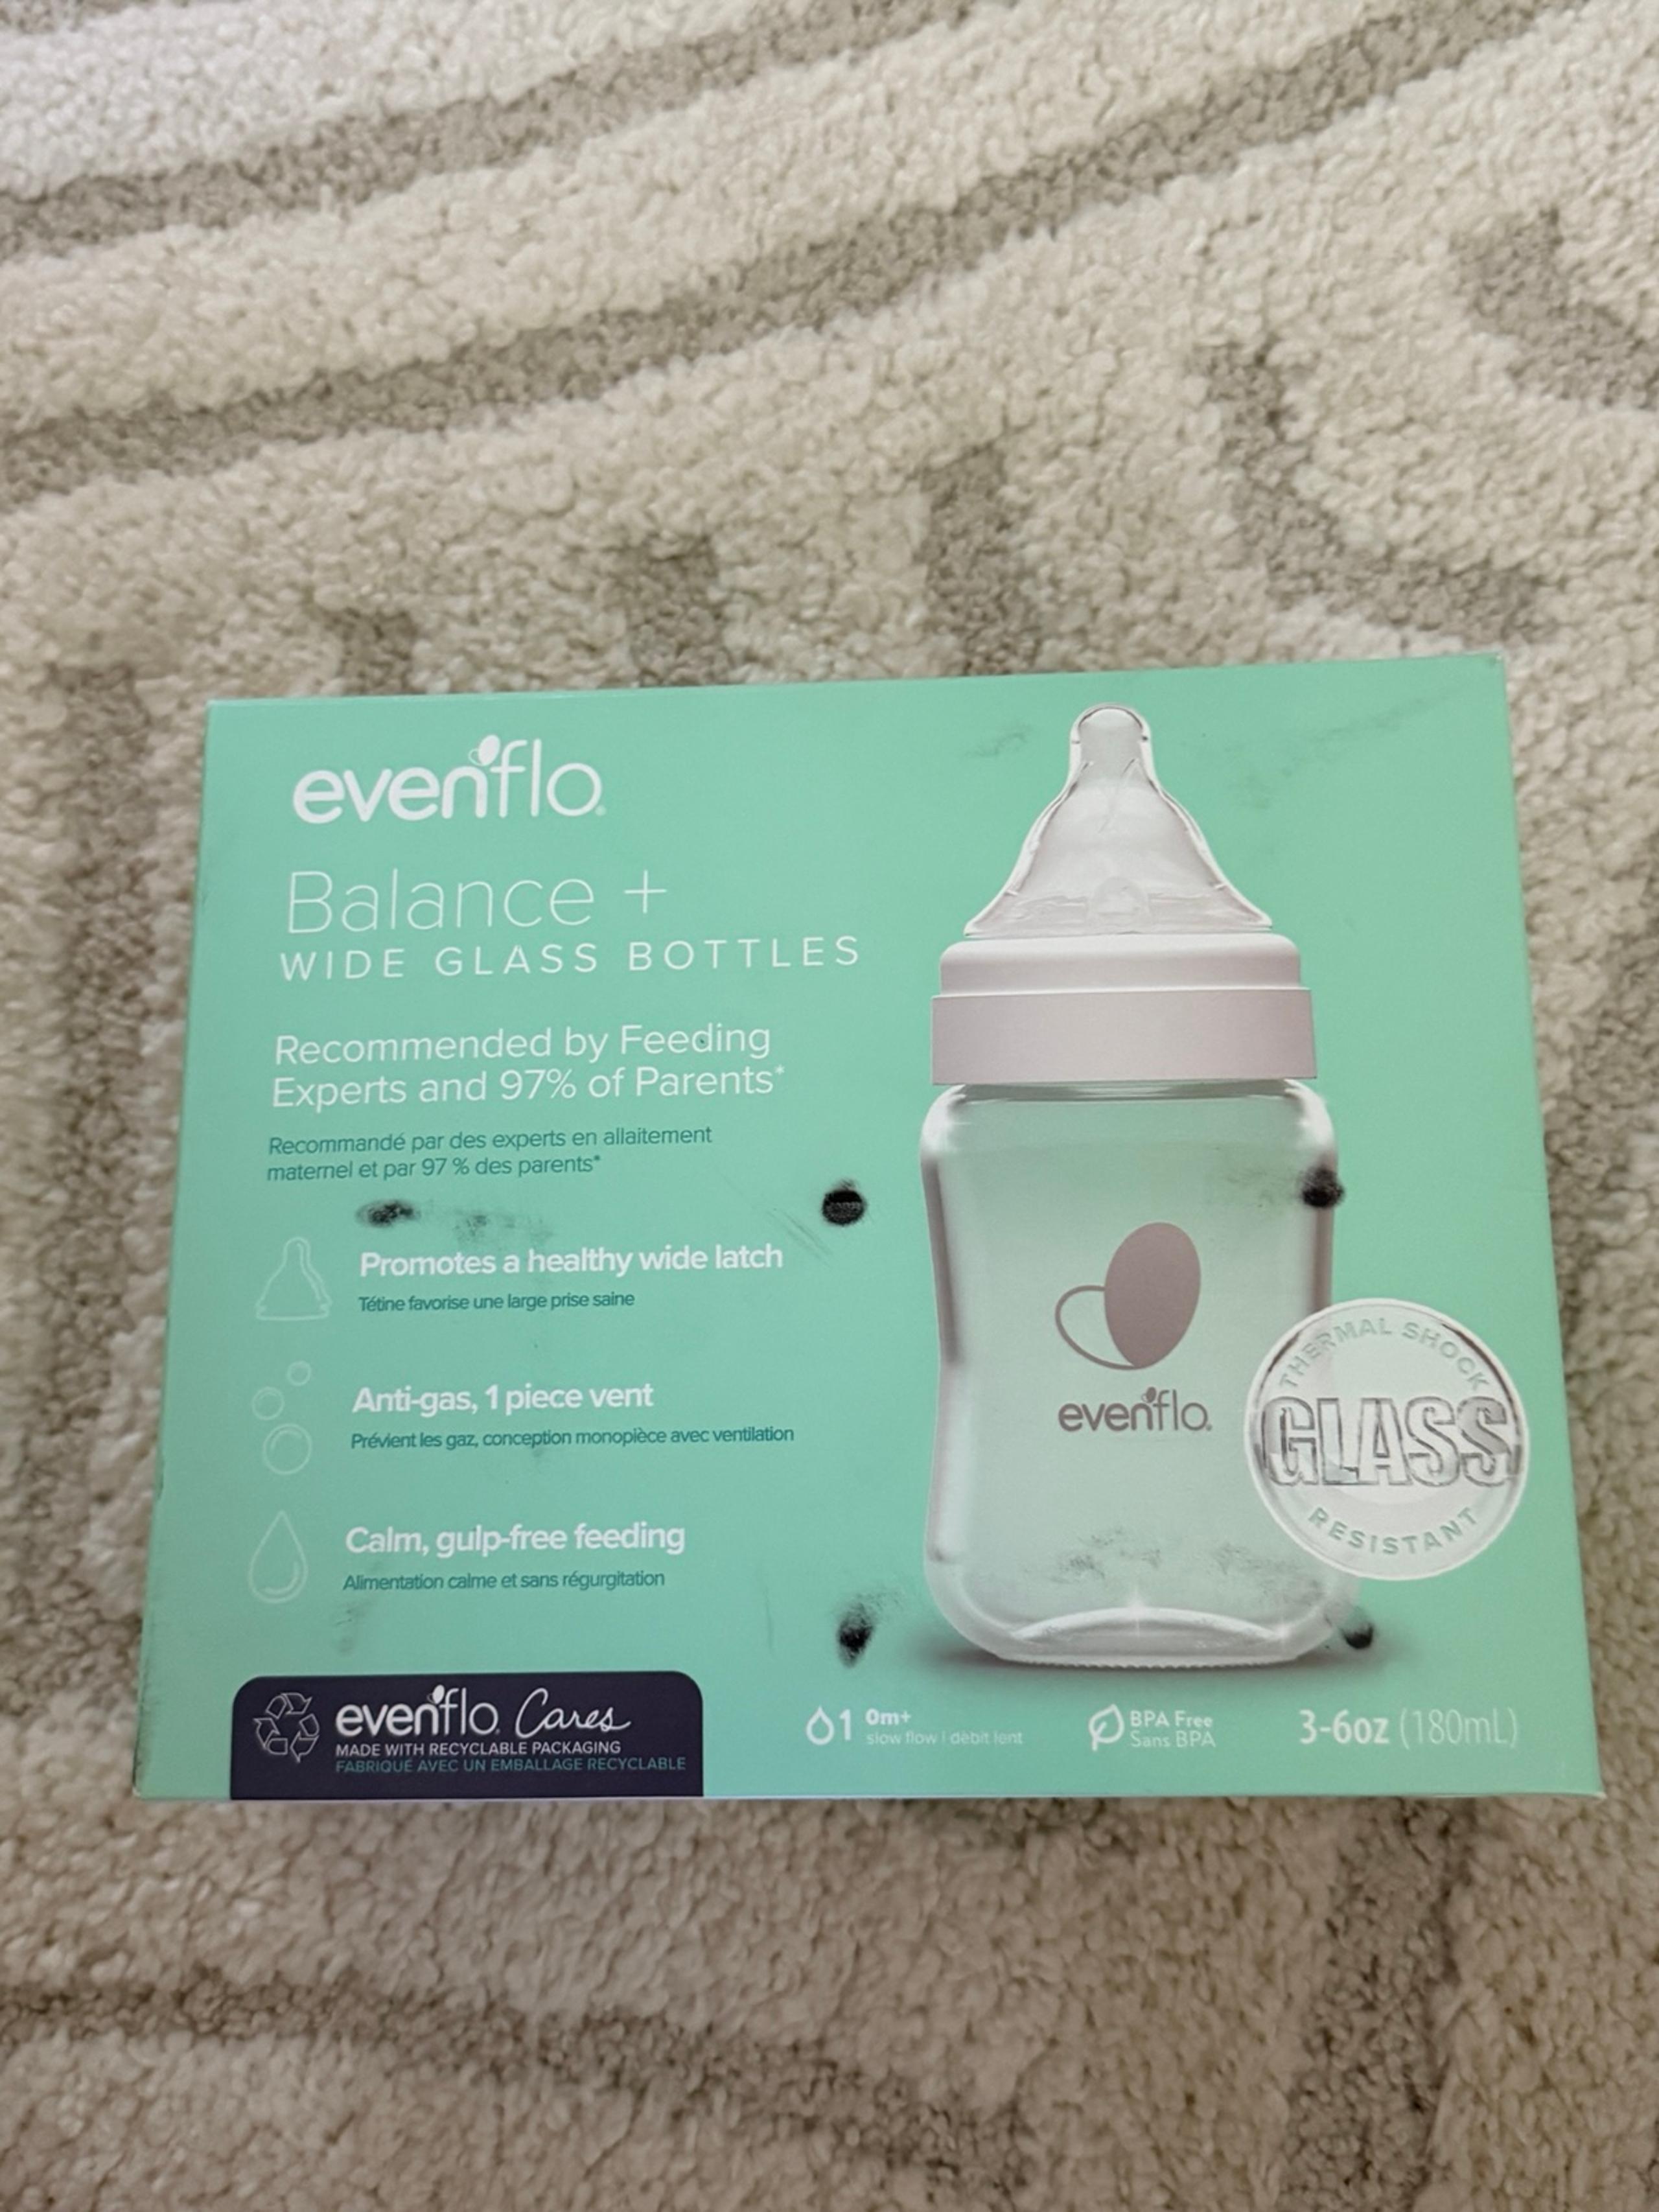 evenflo®
Balance +
WIDE GLASS BOTTLES
Recommended by Feeding
Experts and 97% of Parents*
Recommandé par des experts en allaitement
maternel et par 97 % des parents*
Promotes a healthy wide latch
Tétine favorise une large prise saine
Anti-gas, 1 piece vent
Prévient les gaz, conception monopièce avec ventilation
Calm, gulp-free feeding
Alimentation calme et sans régurgitation
evenflo®
THERMAL SHOCK
GLASS
RESISTANT
evenflo® Cares
MADE WITH RECYCLABLE PACKAGING
FABRIQUÉ AVEC UN EMBALLAGE RECYCLABLE
1 0m+
slow flow | débit lent
BPA Free
Sans BPA
3-6oz (180mL)